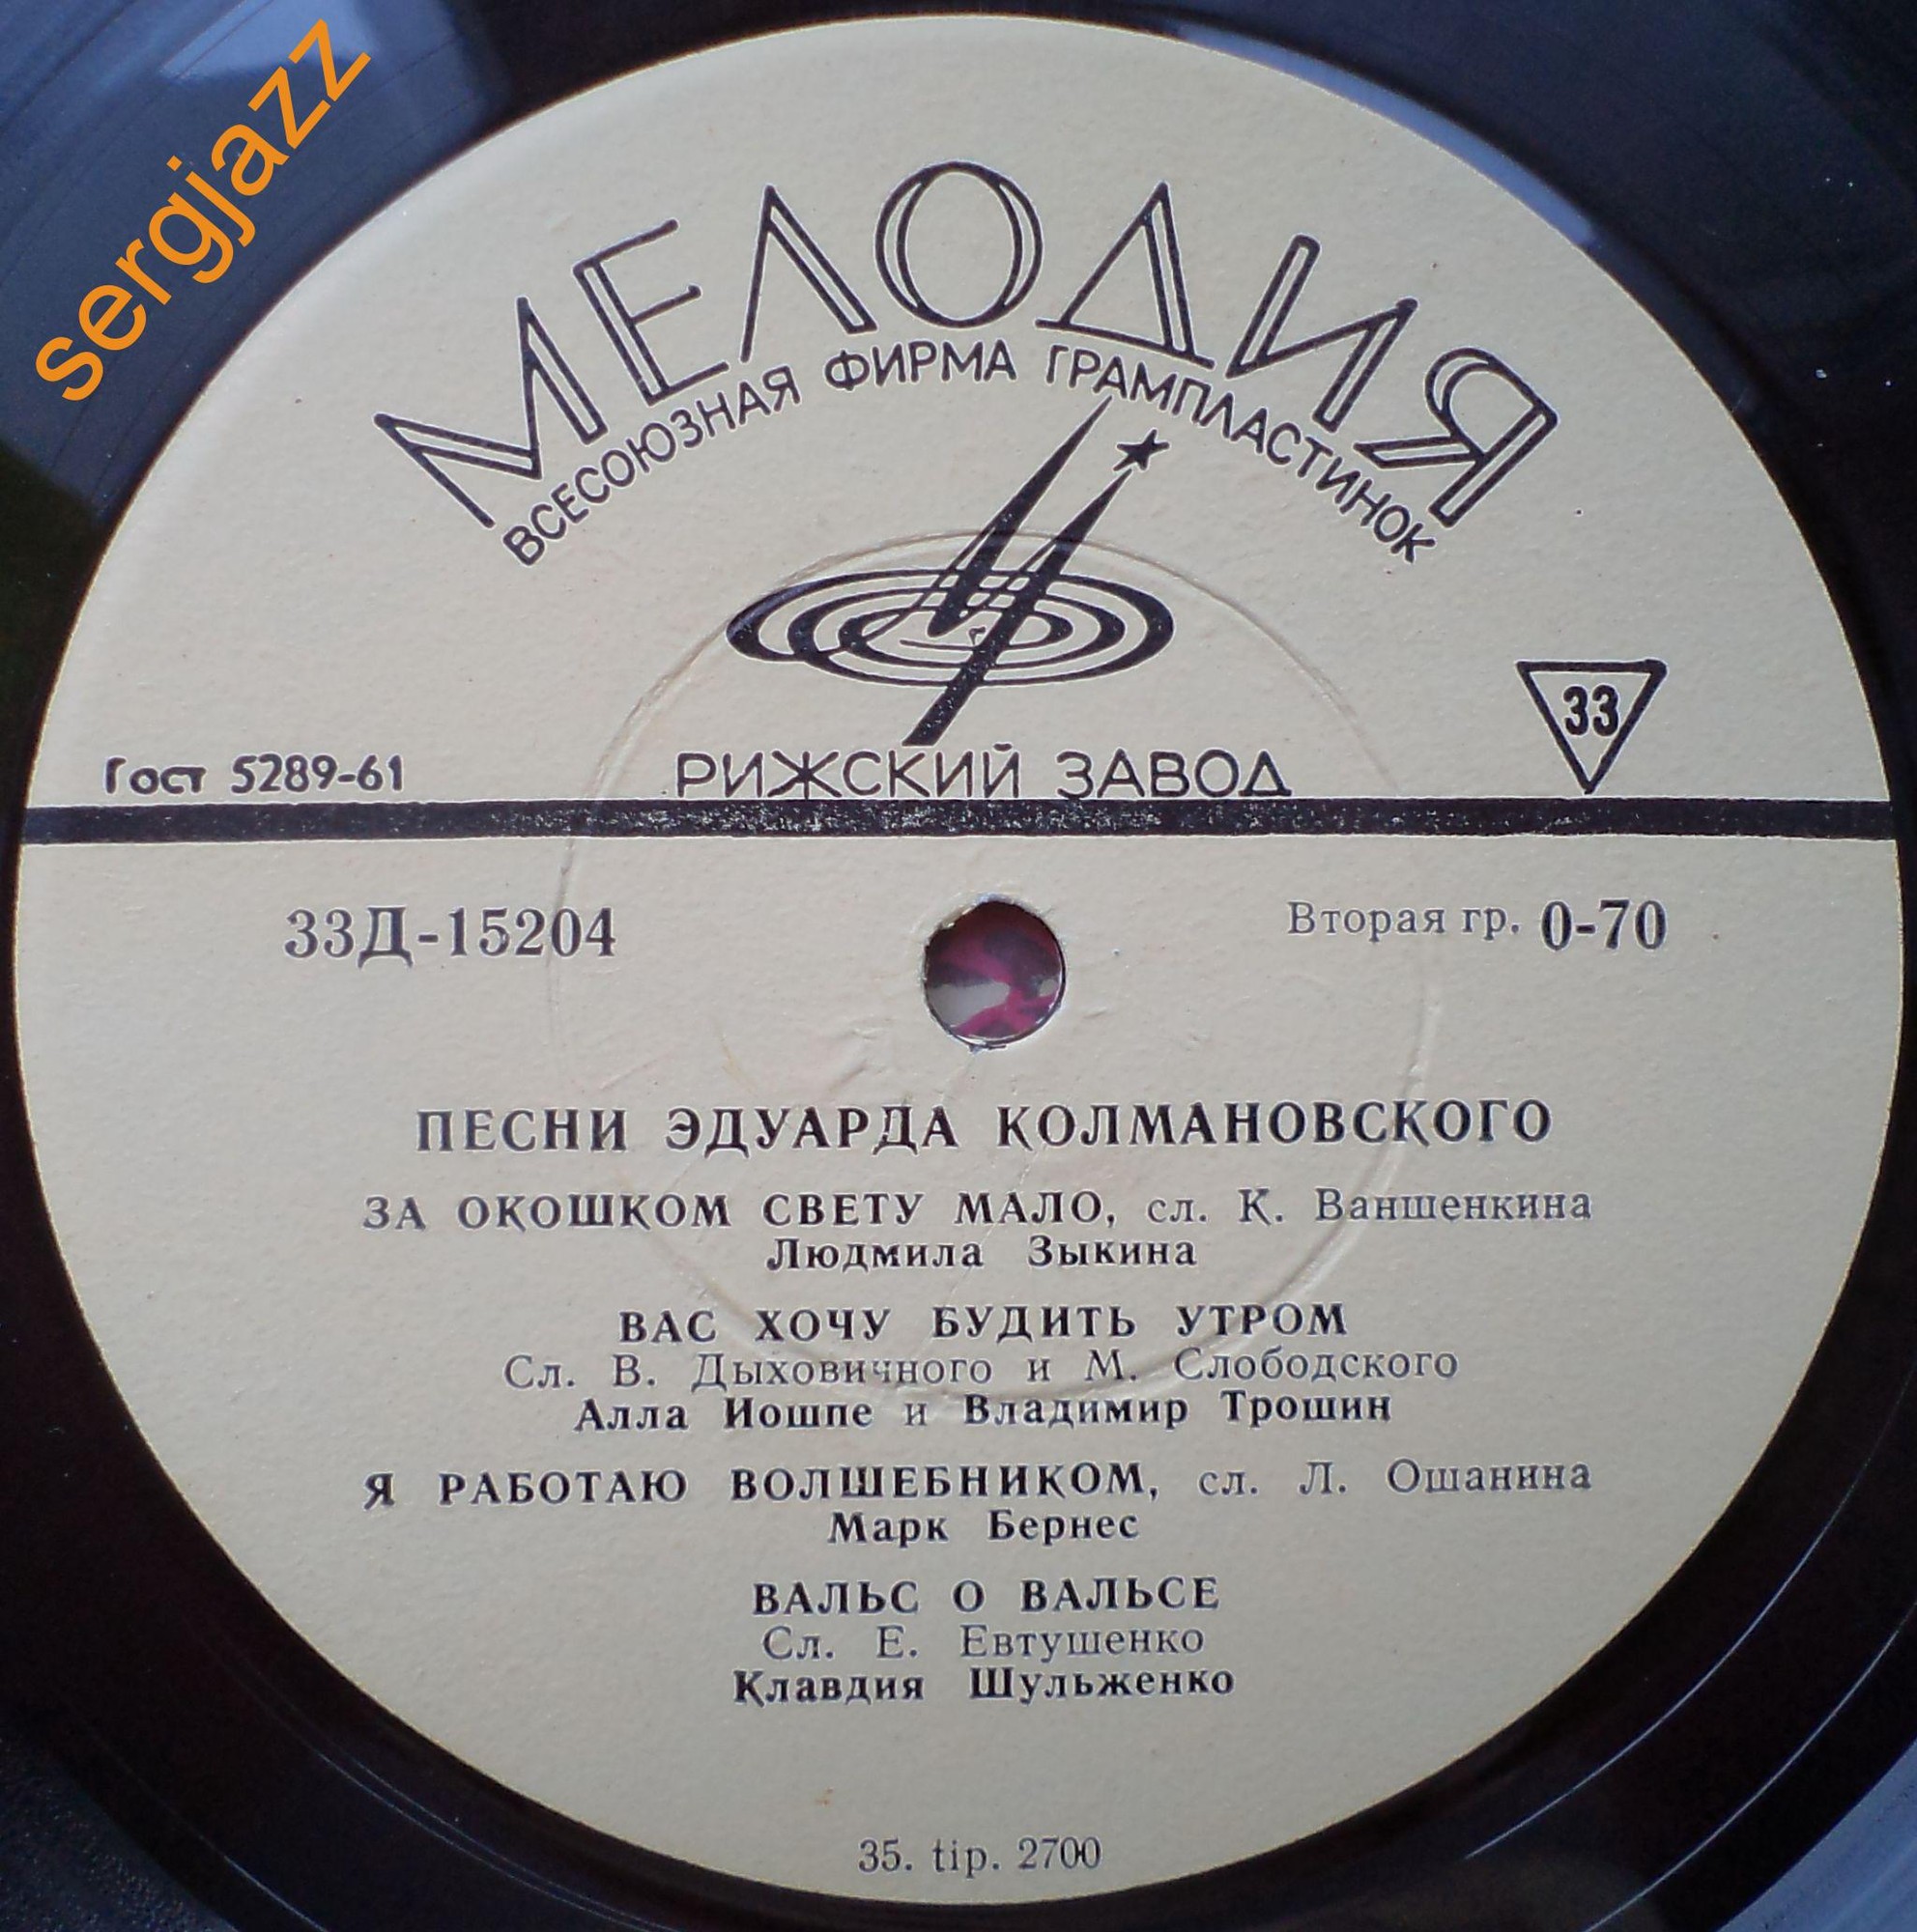 sergjazz
МЕЛОДИЯ
ВСЕСОЮЗНАЯ ФИРМА ГРАМПЛАСТИНОК
33
Гост 5289-61
РИЖСКИЙ ЗАВОД
33Д-15204
Вторая гр. 0-70
ПЕСНИ ЭДУАРДА КОЛМАНОВСКОГО
ЗА ОКОШКОМ СВЕТУ МАЛО, сл. К. Ваншенкина
Людмила Зыкина
ВАС ХОЧУ БУДИТЬ УТРОМ
Сл. В. Дыховичного и М. Слободского
Алла Иошпе и Владимир Трошин
Я РАБОТАЮ ВОЛШЕБНИКОМ, сл. Л. Ошанина
Марк Бернес
ВАЛЬС О ВАЛЬСЕ
Сл. Е. Евтушенко
Клавдия Шульженко
35. tip. 2700